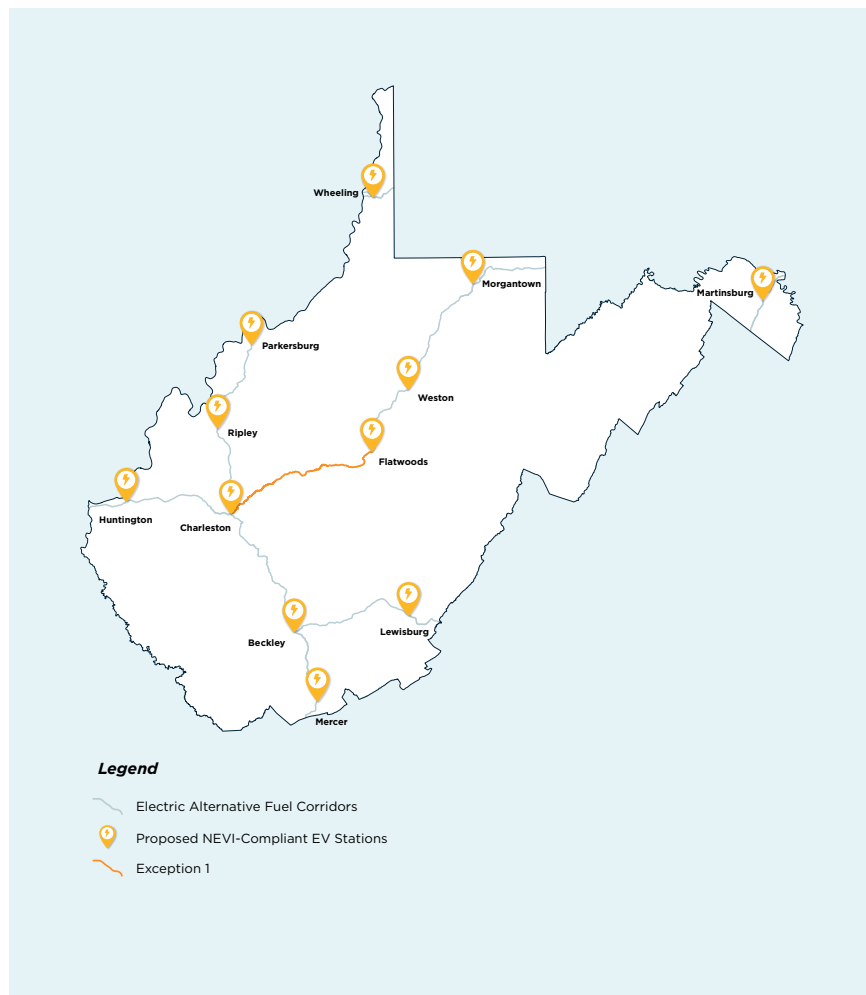 Wheeling
Morgantown
Martinsburg
Parkersburg
Weston
Ripley
Flatwoods
Huntington
Charleston
Lewisburg
Beckley
Mercer
Legend
Electric Alternative Fuel Corridors
Proposed NEVI-Compliant EV Stations
Exception 1